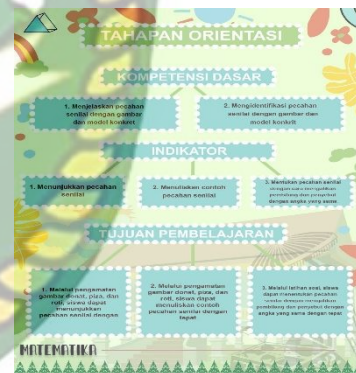 TAHAPAN ORIENTASI
KOMPETENSI DASAR
1. Menjelaskan pecahan
senilai dengan gambar
dan model konkret
2. Mengidentifikasi pecahan
senilai dengan gambar dan
model konkrit
INDIKATOR
1. Menunjukkan pecahan
senilai
2. Menuliskan contoh
pecahan senilai
3. Menentukan pecahan senilai
dengan cara mengalikan
pembilang dan penyebut
dengan angka yang sama
TUJUAN PEMBELAJARAN
1. Melalui pengamatan
gambar donat, piza, dan
roti, siswa dapat
menunjukkan
pecahan senilai dengan
2. Melalui pengamatan
gambar donat, piza, dan
roti, siswa dapat
menuliskan contoh
pecahan senilai dengan
tepat
3. Melalui latihan soal, siswa
dapat menentukan pecahan
senilai dengan mengalikan
pembilang dan penyebut dengan
angka yang sama dengan tepat
MATEMATIKA